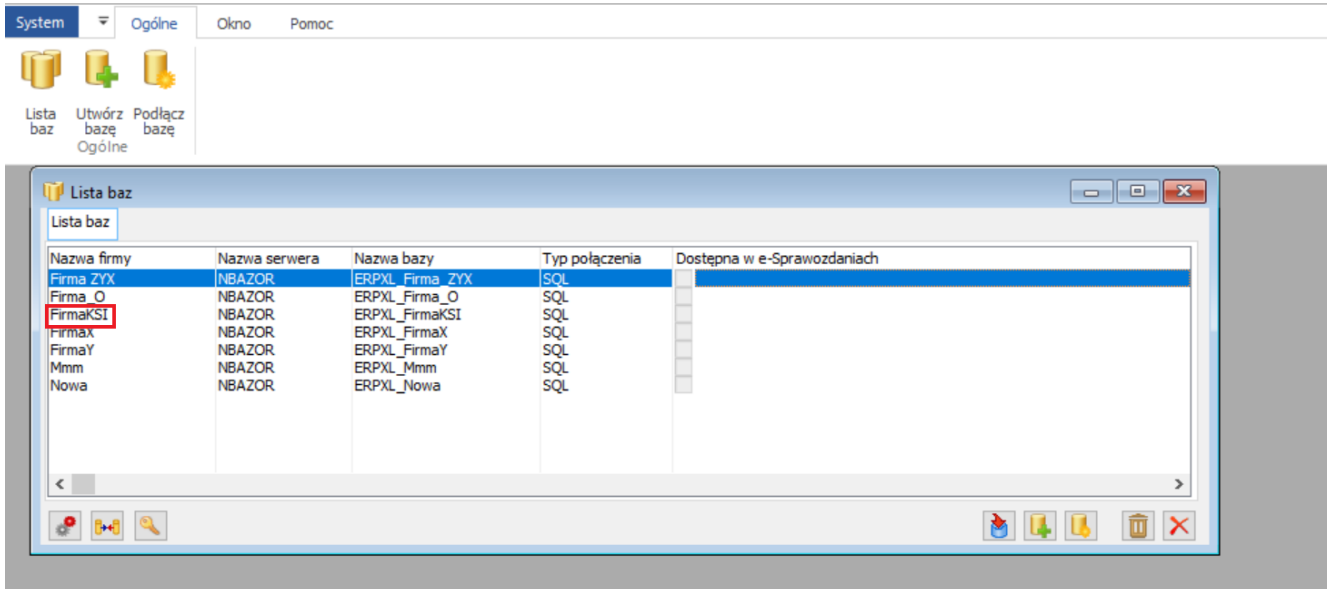 System Ogólne Okno Pomoc
Lista Utwórz Podłącz
baz bazę bazę
Ogólne
Lista baz
Lista baz
Nazwa firmy Nazwa serwera Nazwa bazy Typ połączenia Dostępna w e-Sprawozdaniach
Firma ZYX NBAZOR ERPXL_Firma_ZYX SQL
Firma_O NBAZOR ERPXL_Firma_O SQL
FirmaKSI NBAZOR ERPXL_FirmaKSI SQL
FirmaX NBAZOR ERPXL_FirmaX SQL
FirmaY NBAZOR ERPXL_FirmaY SQL
Mmm NBAZOR ERPXL_Mmm SQL
Nowa NBAZOR ERPXL_Nowa SQL